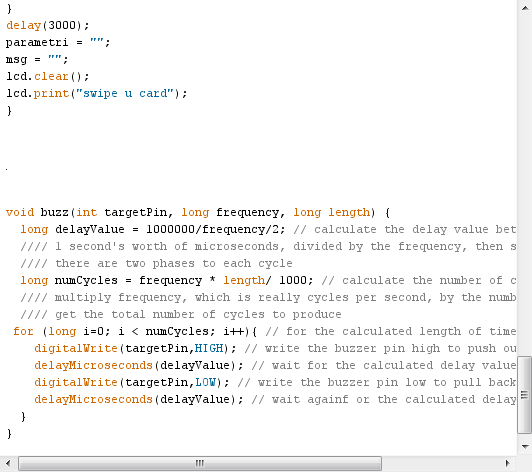 }
delay(3000);
parametri = "";
msg = "";
lcd.clear();
lcd.print("swipe u card");
}
.
void buzz(int targetPin, long frequency, long length) {
long delayValue = 1000000/frequency/2; // calculate the delay value bet
//// 1 second's worth of microseconds, divided by the frequency, then s
//// there are two phases to each cycle
long numCycles = frequency * length/ 1000; // calculate the number of c
//// multiply frequency, which is really cycles per second, by the numb
//// get the total number of cycles to produce
for (long i=0; i < numCycles; i++){ // for the calculated length of time
digitalWrite(targetPin,HIGH); // write the buzzer pin high to push ou
delayMicroseconds(delayValue); // wait for the calculated delay value
digitalWrite(targetPin,LOW); // write the buzzer pin low to pull back
delayMicroseconds(delayValue); // wait againf or the calculated delay
}
}